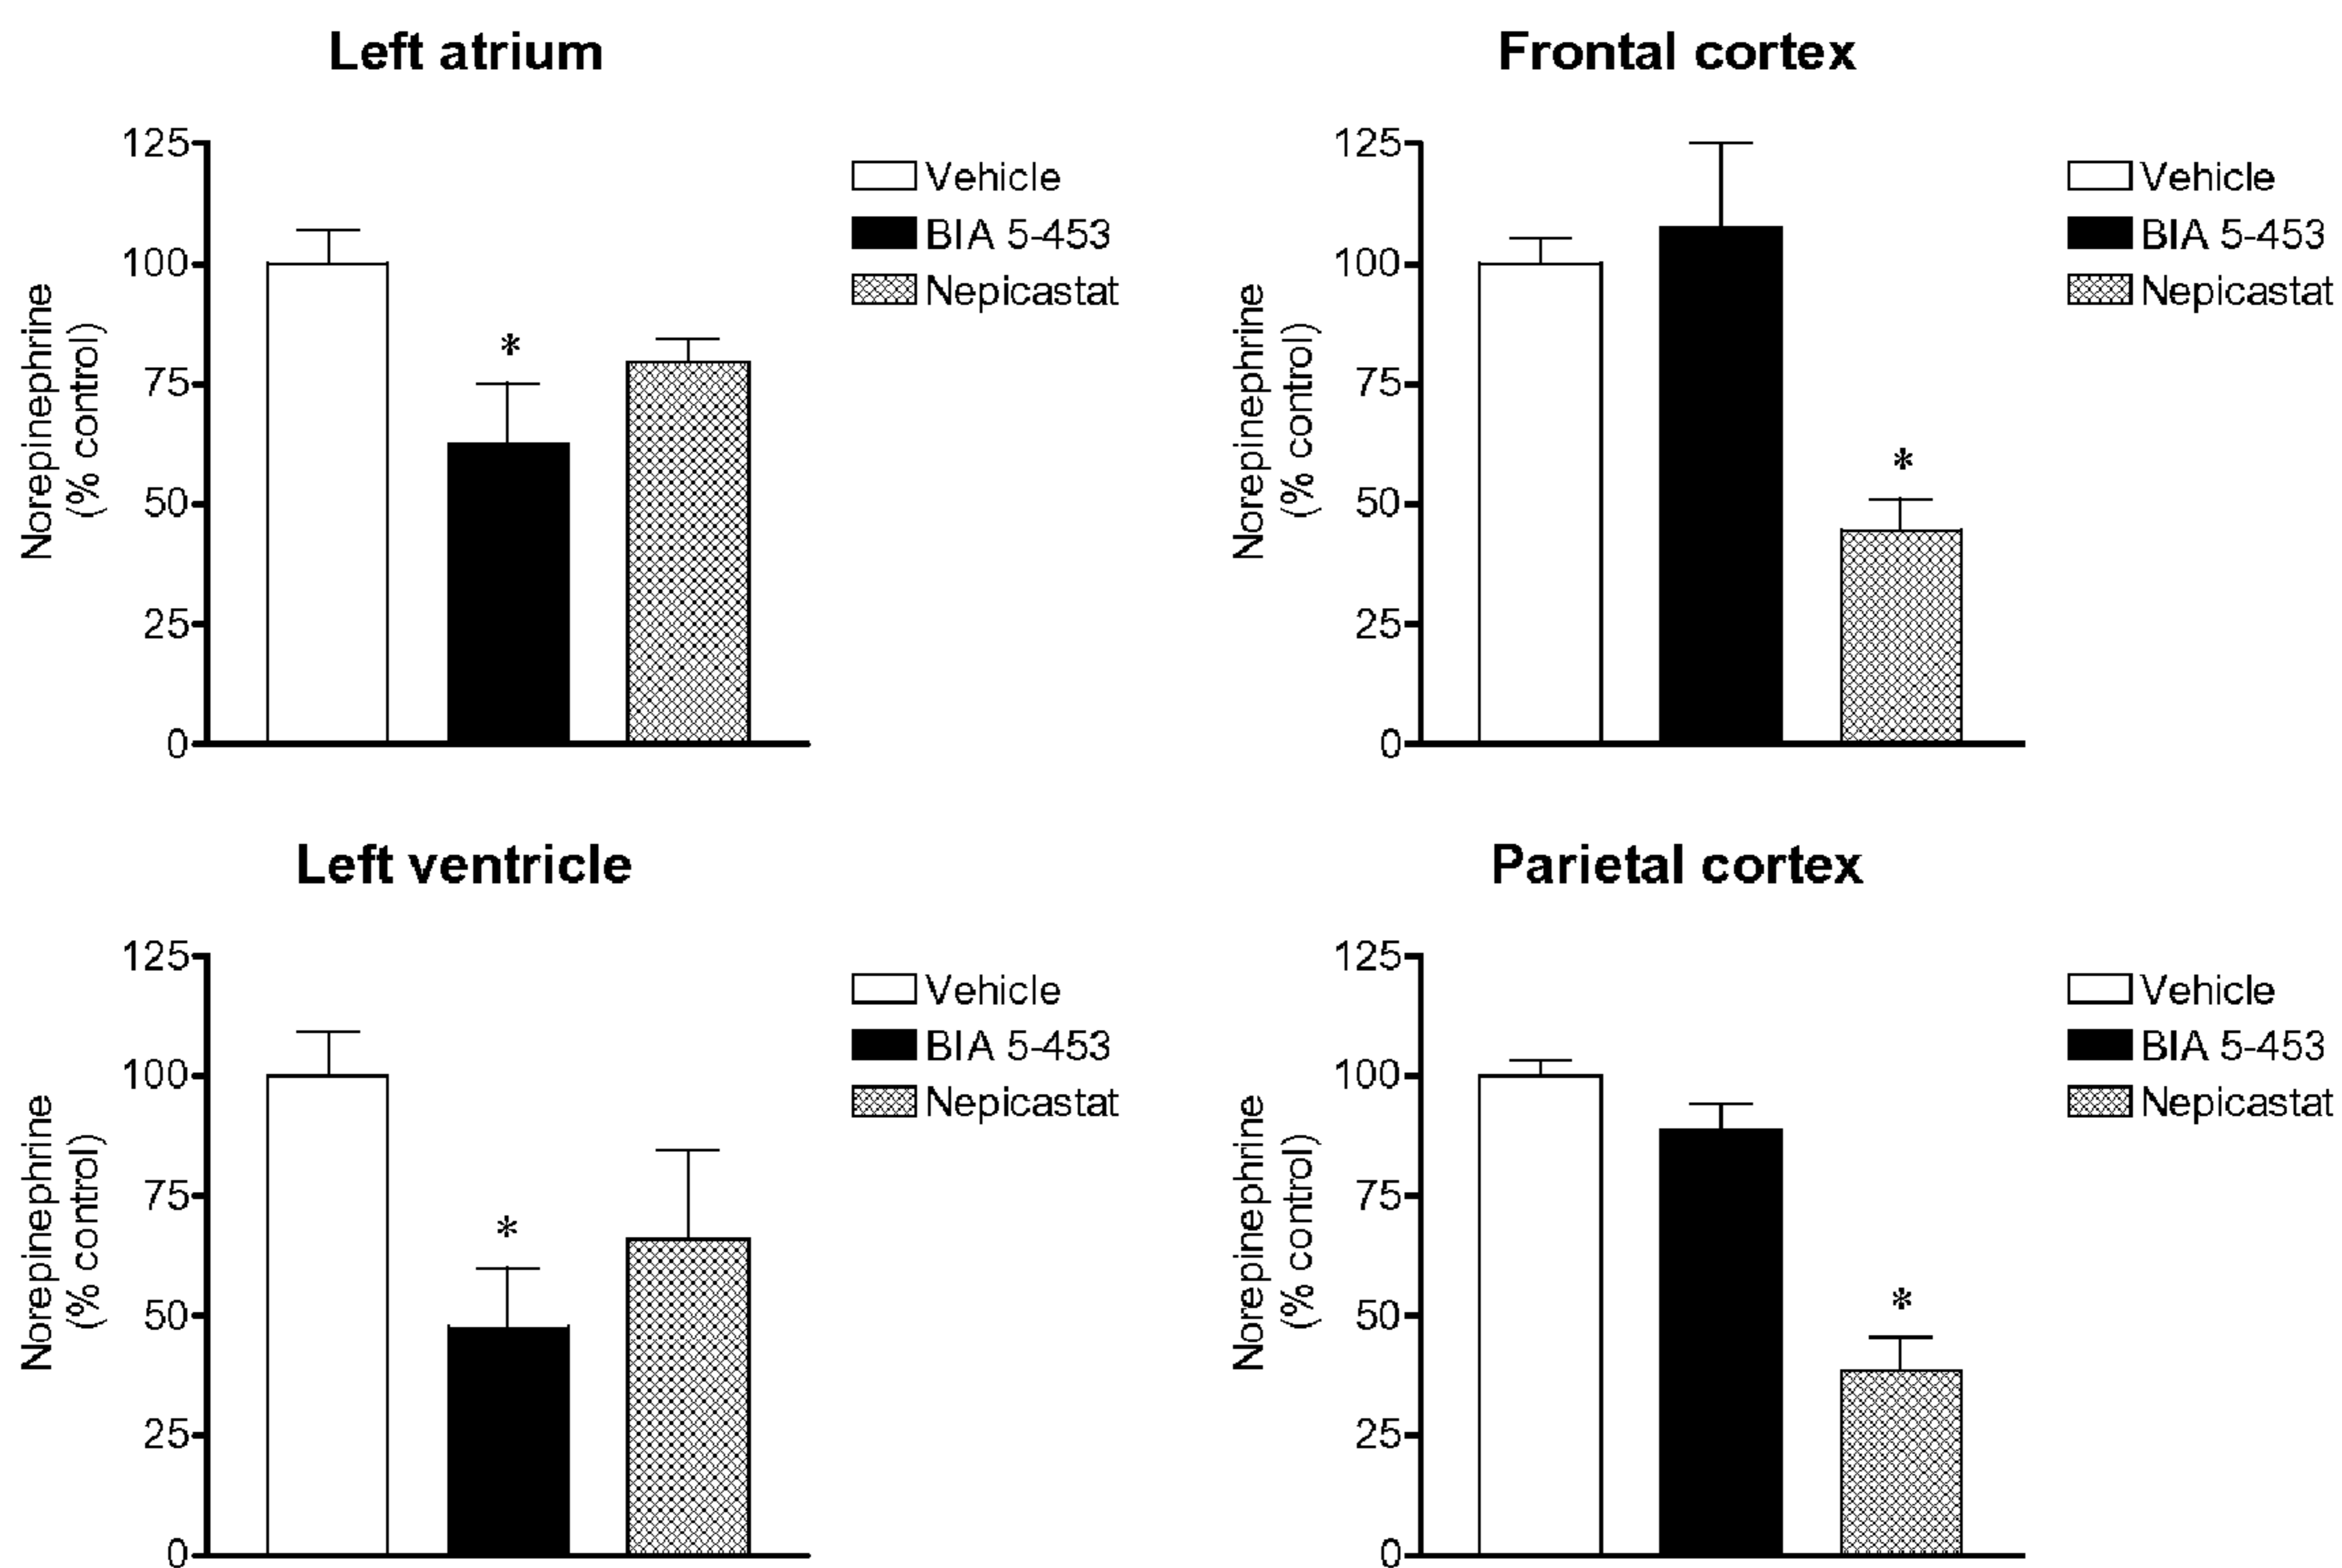 Left atrium
Norepinephrine
(% control)
125
100
75
50
25
0
*
Vehicle
BIA 5-453
Nepicastat
Frontal cortex
Norepinephrine
(% control)
125
100
75
50
25
0
*
Vehicle
BIA 5-453
Nepicastat
Left ventricle
Norepinephrine
(% control)
125
100
75
50
25
0
*
Vehicle
BIA 5-453
Nepicastat
Parietal cortex
Norepinephrine
(% control)
125
100
75
50
25
0
*
Vehicle
BIA 5-453
Nepicastat